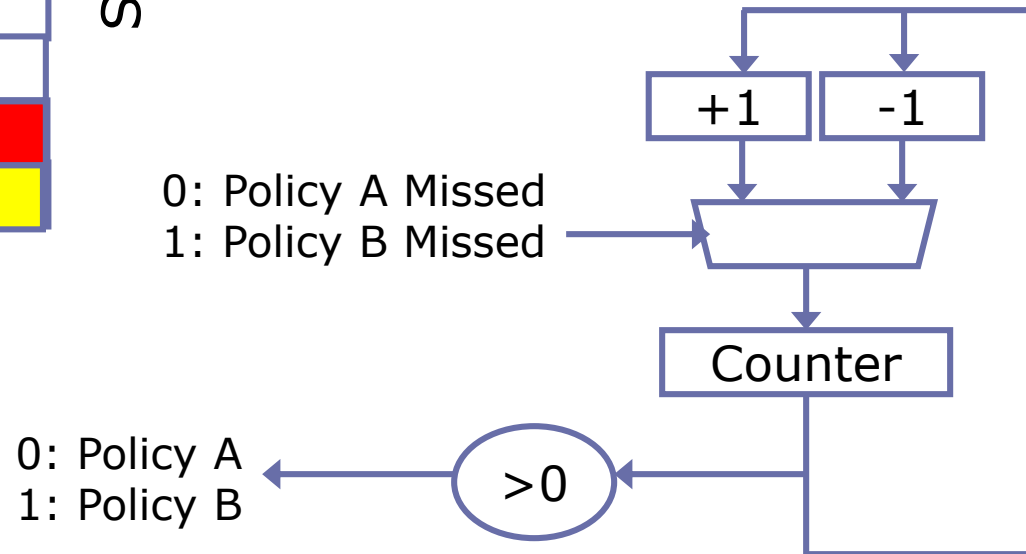 S
+1
-1
0: Policy A Missed
1: Policy B Missed
Counter
0: Policy A
1: Policy B
>0